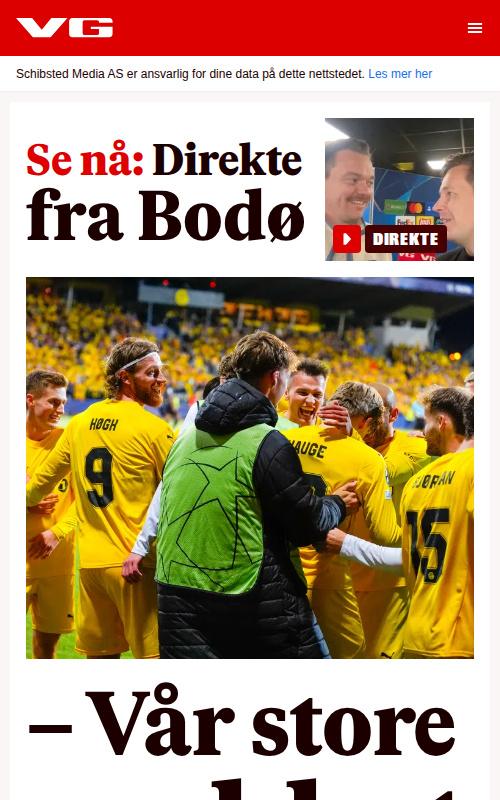 VG
Schibsted Media AS er ansvarlig for dine data på dette nettstedet. Les mer her
Se nå: Direkte
fra Bodø
DIREKTE
HØGH
9
HAUGE
15
– Vår store